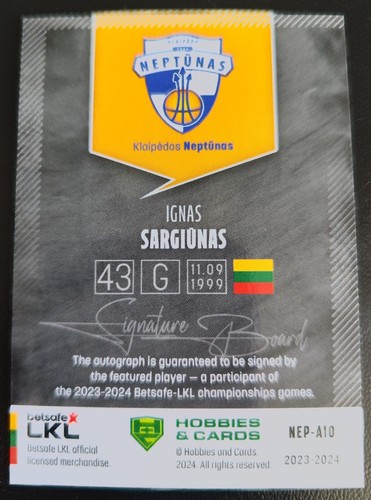 KLAIPĖDA
NEPTŪNAS
Klaipėdos Neptūnas
IGNAS
SARGIŪNAS
43 G 11.09 1999
Signature Board
The autograph is guaranteed to be signed by
the featured player – a participant of
the 2023-2024 Betsafe-LKL championships games.
betsafe
LKL
Betsafe LKL official
licensed merchandise.
HOBBIES
& CARDS
© Hobbies and Cards
2024. All rights reserved.
NEP-A10
2023-2024